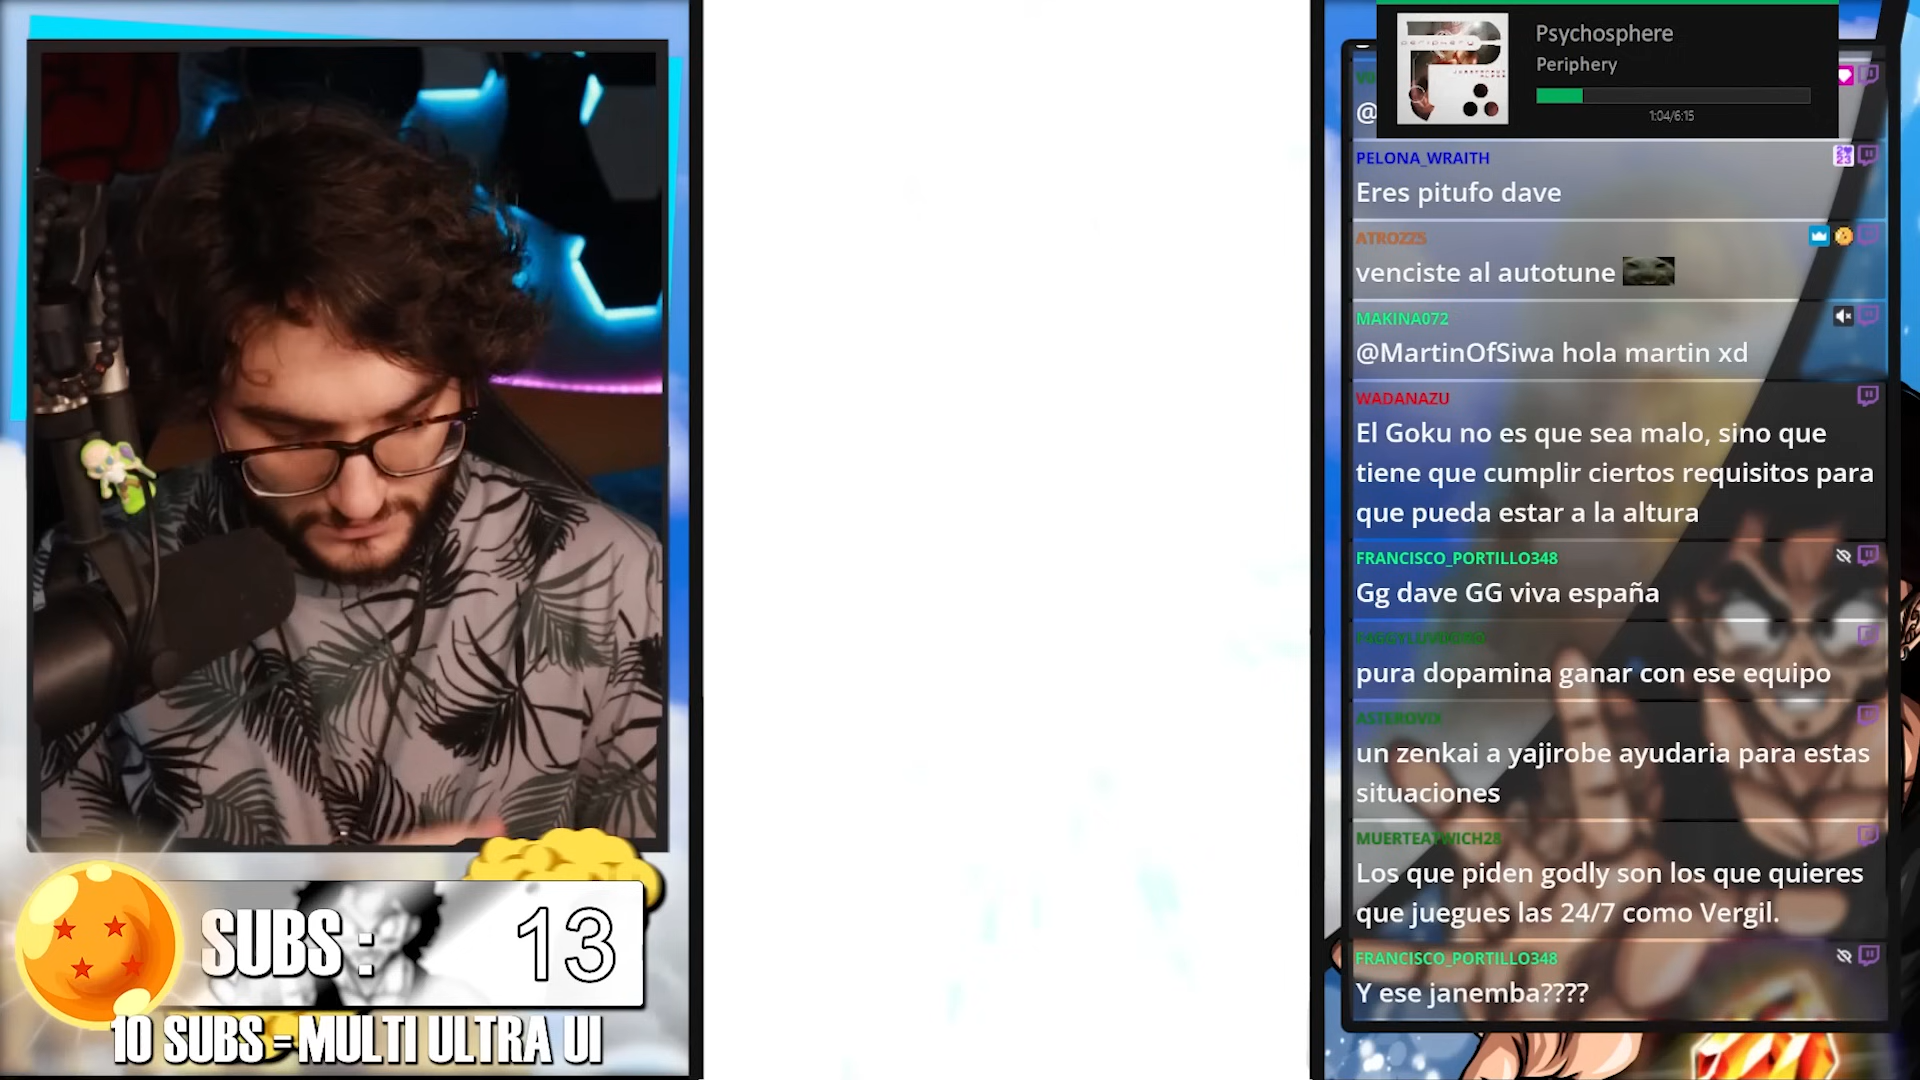 Psychosphere
Periphery
1:04/6:15
@
PELONA_WRAITH
Eres pitufo dave
ATROZZS
venciste al autotune
MAKINA072
@MartinOfSiwa hola martin xd
WADANAZU
El Goku no es que sea malo, sino que
tiene que cumplir ciertos requisitos para
que pueda estar a la altura
FRANCISCO_PORTILLO348
Gg dave GG viva españa
pura dopamina ganar con ese equipo
ASTEROVIX
un zenkai a yajirobe ayudaria para estas
situaciones
MUERTEATWICH28
Los que piden godly son los que quieres
que juegues las 24/7 como Vergil.
FRANCISCO_PORTILLO348
Y ese janemba????
SUBS : 13
10 SUBS = MULTI ULTRA UI